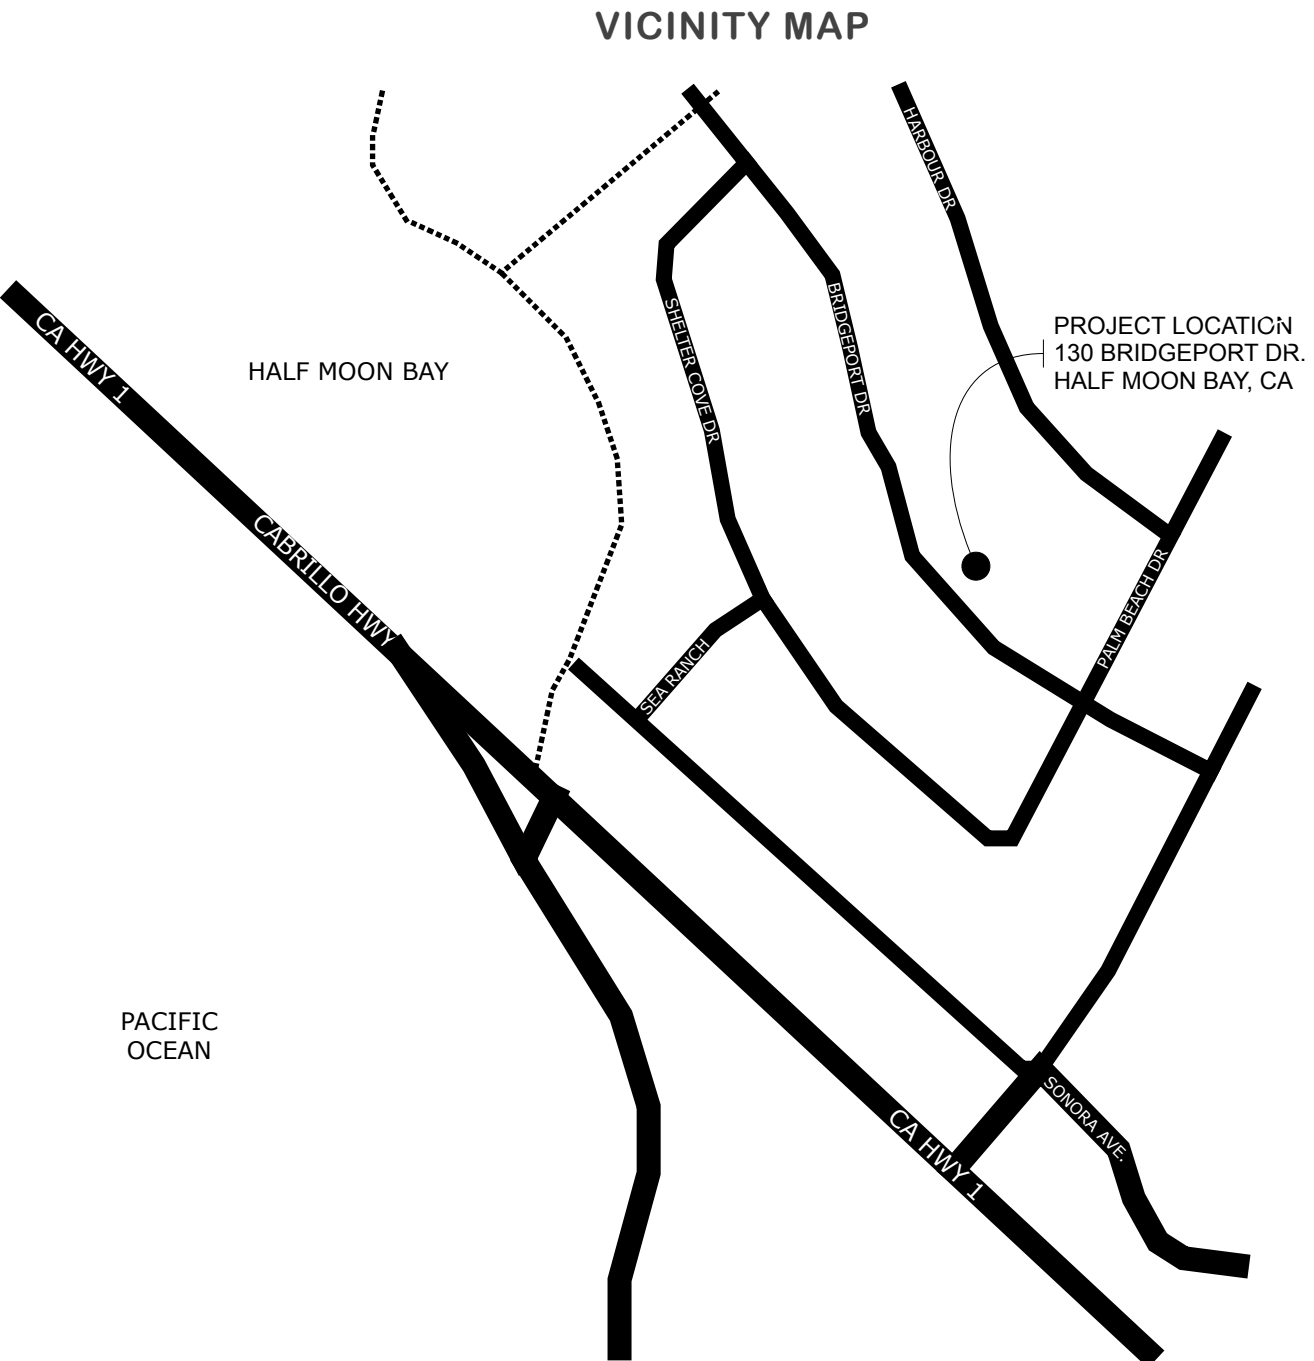 VICINITY MAP
HARBOUR DR
CA HWY 1
HALF MOON BAY
SHELTER COVE DR
BRIDGEPORT DR
PROJECT LOCATION
130 BRIDGEPORT DR.
HALF MOON BAY, CA
CABRILLO HWY
PALM BEACH DR
SEA RANCH
PACIFIC
OCEAN
SONORA AVE.
CA HWY 1